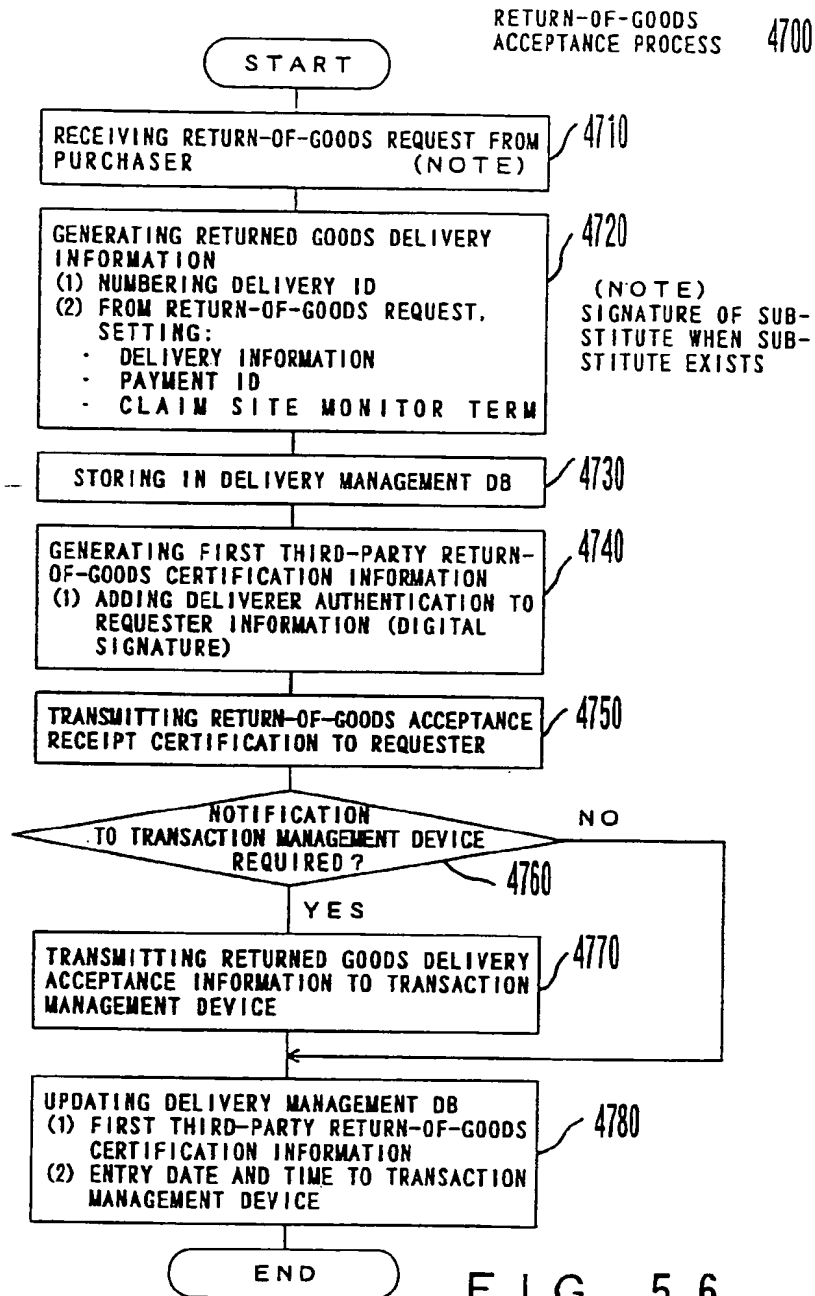 RETURN-OF-GOODS
ACCEPTANCE PROCESS 4700
START
RECEIVING RETURN-OF-GOODS REQUEST FROM
PURCHASER (NOTE)
4710
GENERATING RETURNED GOODS DELIVERY
INFORMATION
(1) NUMBERING DELIVERY ID
(2) FROM RETURN-OF-GOODS REQUEST,
SETTING:
· DELIVERY INFORMATION
· PAYMENT ID
· CLAIM SITE MONITOR TERM
4720
(NOTE)
SIGNATURE OF SUB-
STITUTE WHEN SUB-
STITUTE EXISTS
STORING IN DELIVERY MANAGEMENT DB
4730
GENERATING FIRST THIRD-PARTY RETURN-
OF-GOODS CERTIFICATION INFORMATION
(1) ADDING DELIVERER AUTHENTICATION TO
REQUESTER INFORMATION (DIGITAL
SIGNATURE)
4740
TRANSMITTING RETURN-OF-GOODS ACCEPTANCE
RECEIPT CERTIFICATION TO REQUESTER
4750
NOTIFICATION
TO TRANSACTION MANAGEMENT DEVICE
REQUIRED?
NO
4760
YES
TRANSMITTING RETURNED GOODS DELIVERY
ACCEPTANCE INFORMATION TO TRANSACTION
MANAGEMENT DEVICE
4770
UPDATING DELIVERY MANAGEMENT DB
(1) FIRST THIRD-PARTY RETURN-OF-GOODS
CERTIFICATION INFORMATION
(2) ENTRY DATE AND TIME TO TRANSACTION
MANAGEMENT DEVICE
4780
END
FIG. 56